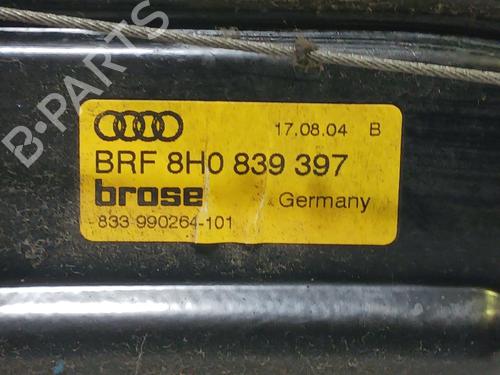 17.08.04 B
BRF 8H0 839 397
brose Germany
833 990264-101
B-PARTS